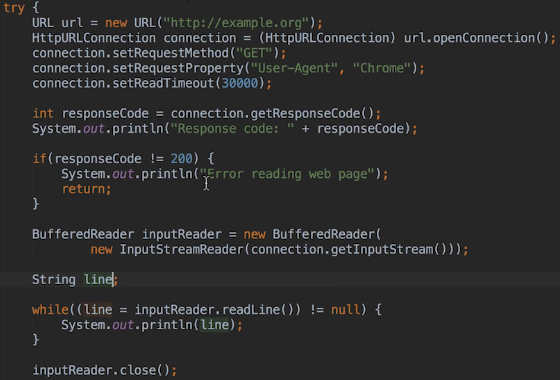 try {
URL url = new URL("http://example.org");
HttpURLConnection connection = (HttpURLConnection) url.openConnection();
connection.setRequestMethod("GET");
connection.setRequestProperty("User-Agent", "Chrome");
connection.setReadTimeout(30000);
int responseCode = connection.getResponseCode();
System.out.println("Response code: " + responseCode);
if(responseCode != 200) {
System.out.println("Error reading web page");
return;
}
BufferedReader inputReader = new BufferedReader(
new InputStreamReader(connection.getInputStream()));
String line;
while((line = inputReader.readLine()) != null) {
System.out.println(line);
}
inputReader.close();